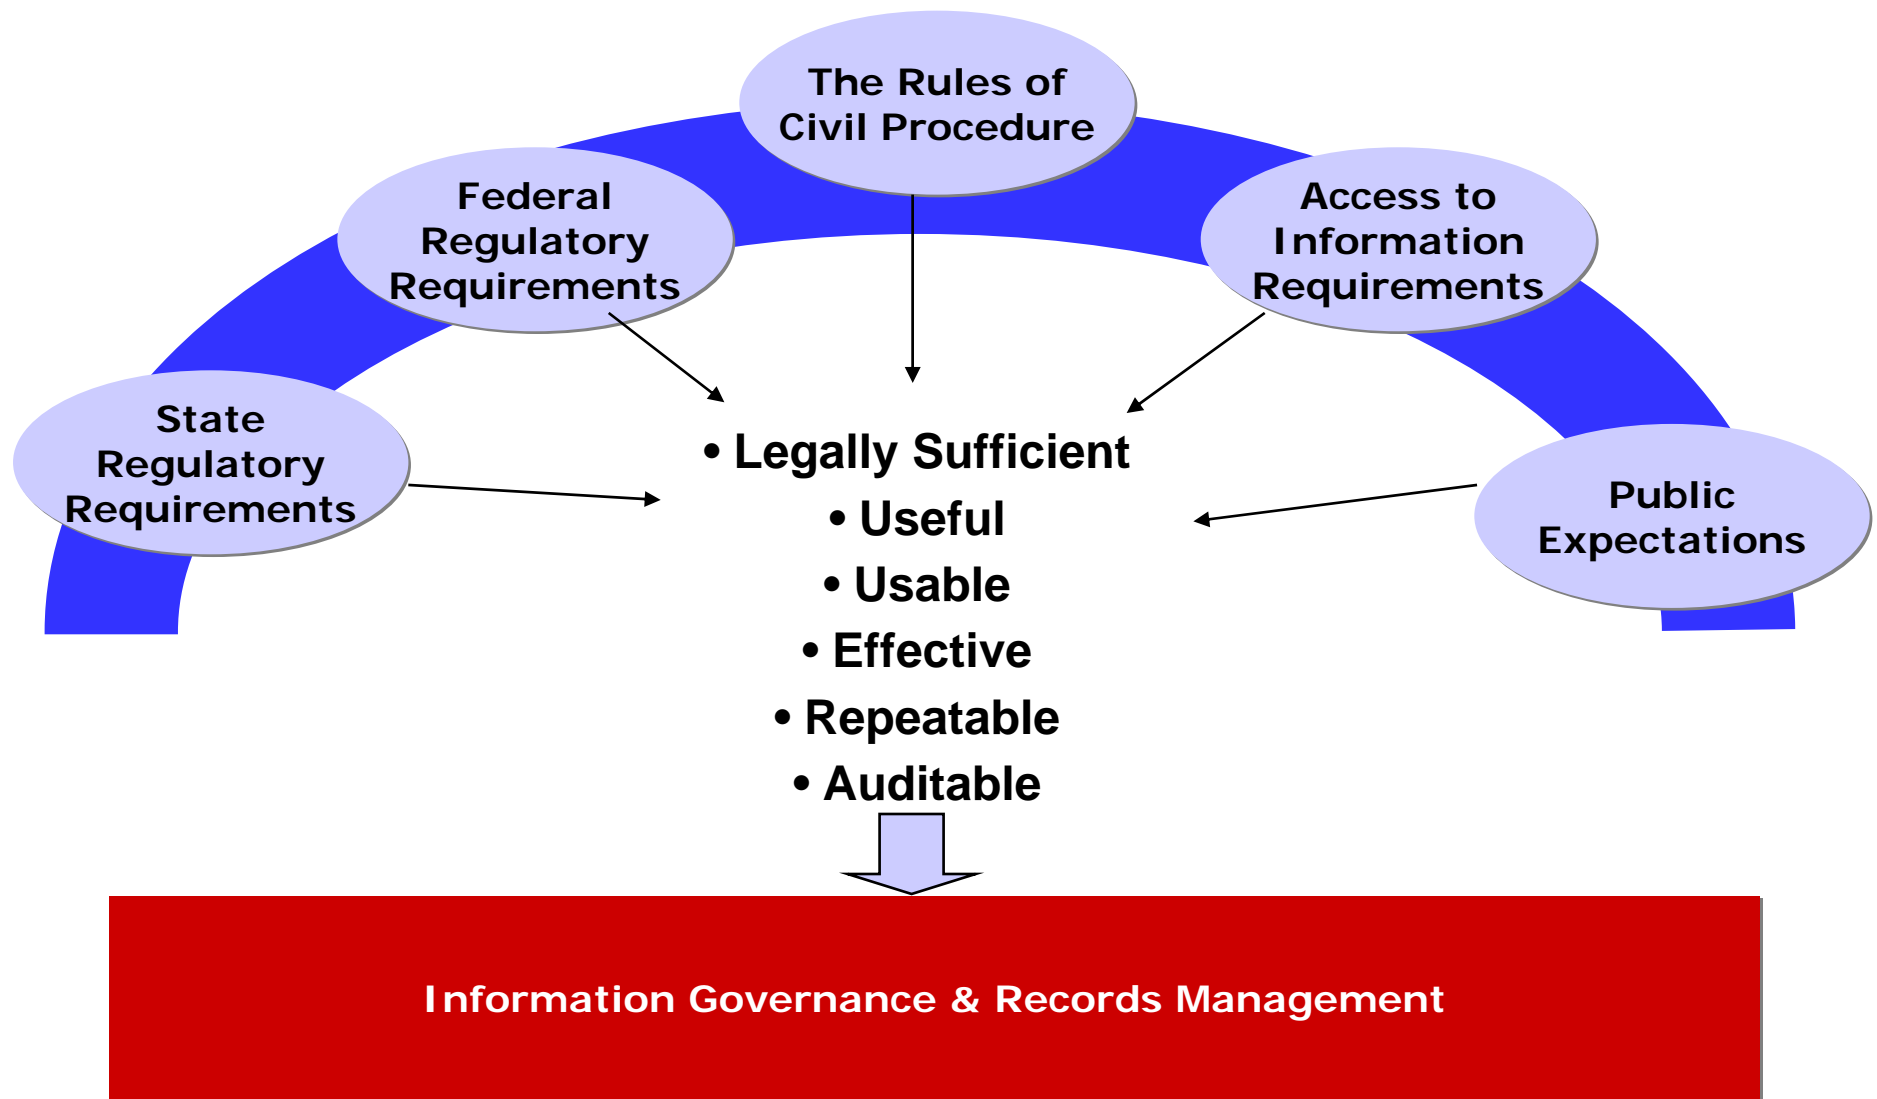 The Rules of
Civil Procedure
Federal
Regulatory
Requirements
Access to
Information
Requirements
State
Regulatory
Requirements
Public
Expectations
• Legally Sufficient
• Useful
• Usable
• Effective
• Repeatable
• Auditable
Information Governance & Records Management